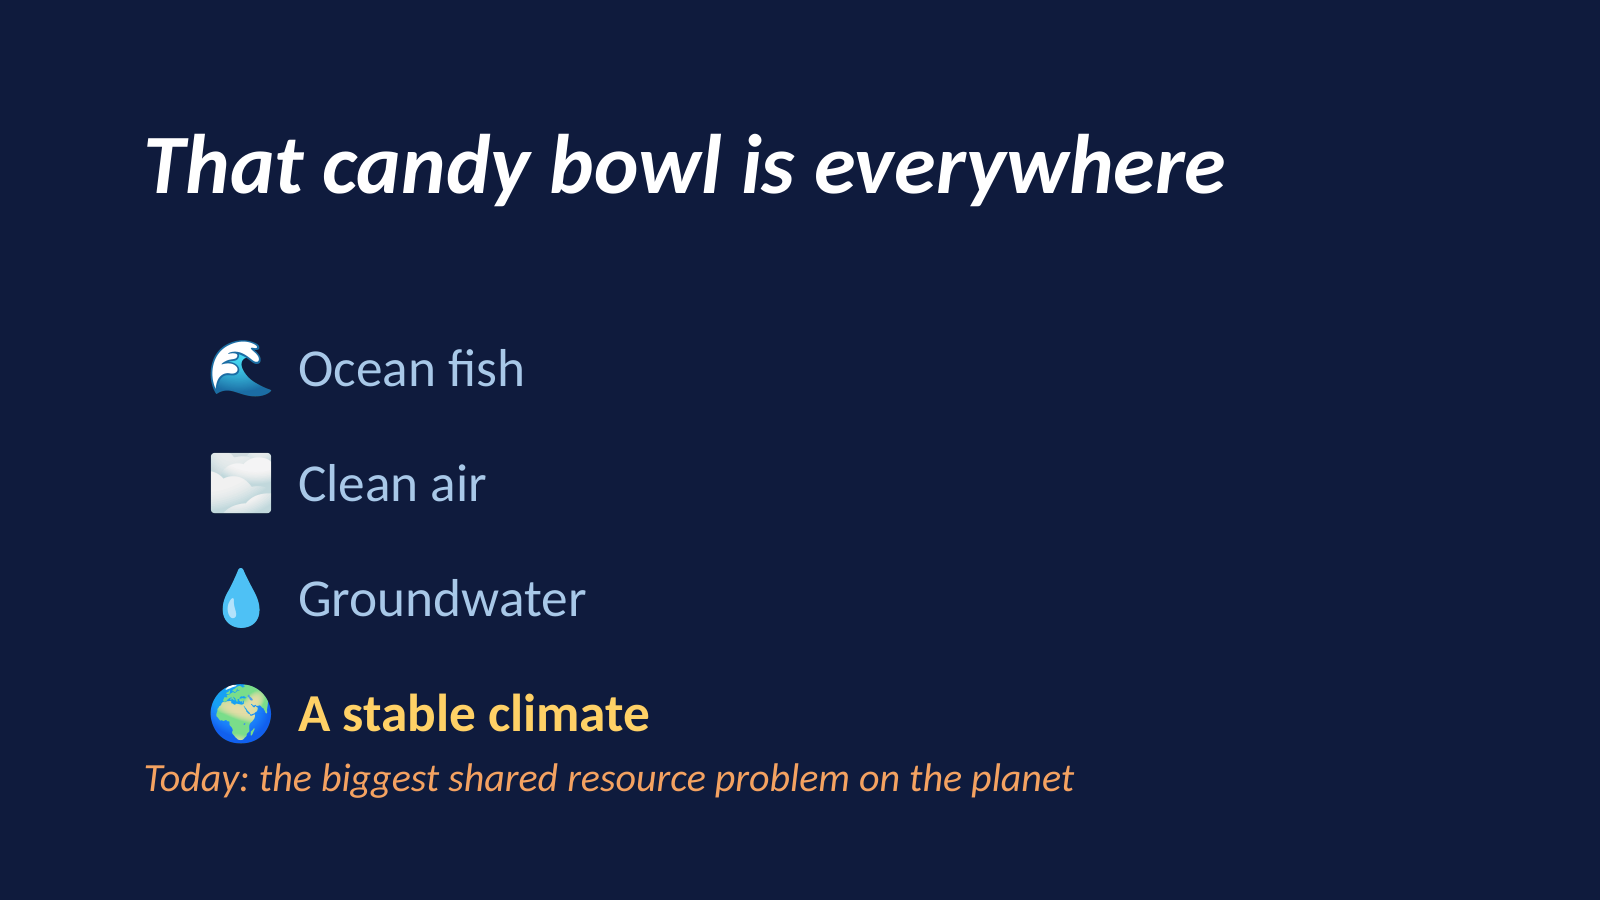 That candy bowl is everywhere
Ocean fish
Clean air
Groundwater
A stable climate
Today: the biggest shared resource problem on the planet